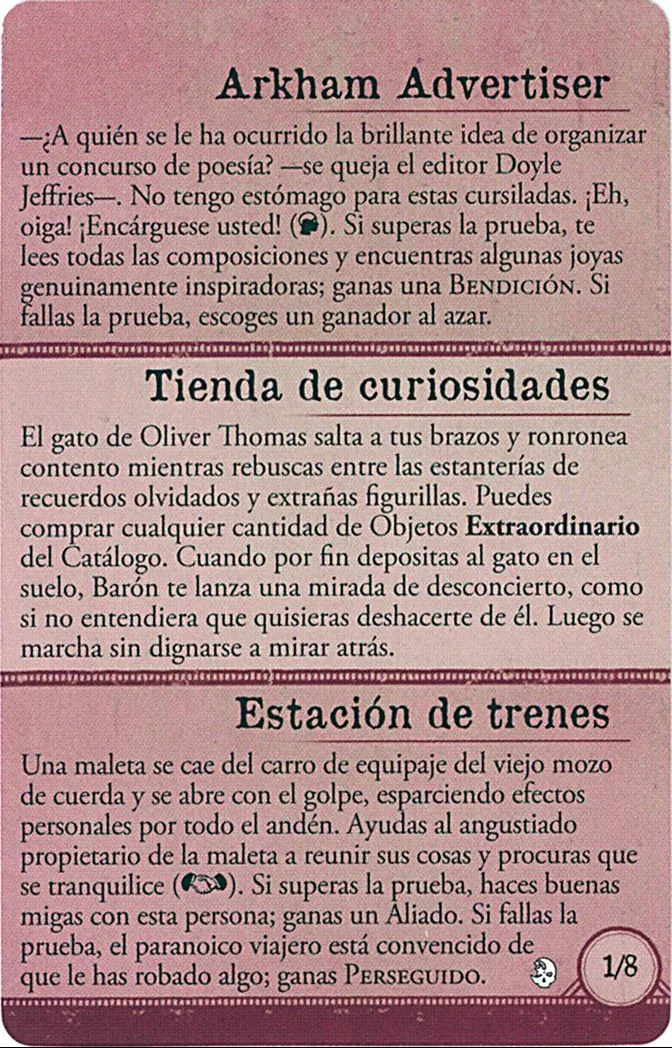 Arkham Advertiser
—¿A quién se le ha ocurrido la brillante idea de organizar
un concurso de poesía? —se queja el editor Doyle
Jeffries—. No tengo estómago para estas cursiladas. ¡Eh,
oiga! ¡Encárguese usted! (). Si superas la prueba, te
lees todas las composiciones y encuentras algunas joyas
genuinamente inspiradoras; ganas una BENDICIÓN. Si
fallas la prueba, escoges un ganador al azar.
Tienda de curiosidades
El gato de Oliver Thomas salta a tus brazos y ronronea
contento mientras rebuscas entre las estanterías de
recuerdos olvidados y extrañas figurillas. Puedes
comprar cualquier cantidad de Objetos Extraordinario
del Catálogo. Cuando por fin depositas al gato en el
suelo, Barón te lanza una mirada de desconcierto, como
si no entendiera que quisieras deshacerte de él. Luego se
marcha sin dignarse a mirar atrás.
Estación de trenes
Una maleta se cae del carro de equipaje del viejo mozo
de cuerda y se abre con el golpe, esparciendo efectos
personales por todo el andén. Ayudas al angustiado
propietario de la maleta a reunir sus cosas y procuras que
se tranquilice (). Si superas la prueba, haces buenas
migas con esta persona; ganas un Aliado. Si fallas la
prueba, el paranoico viajero está convencido de
que le has robado algo; ganas PERSEGUIDO.
1/8